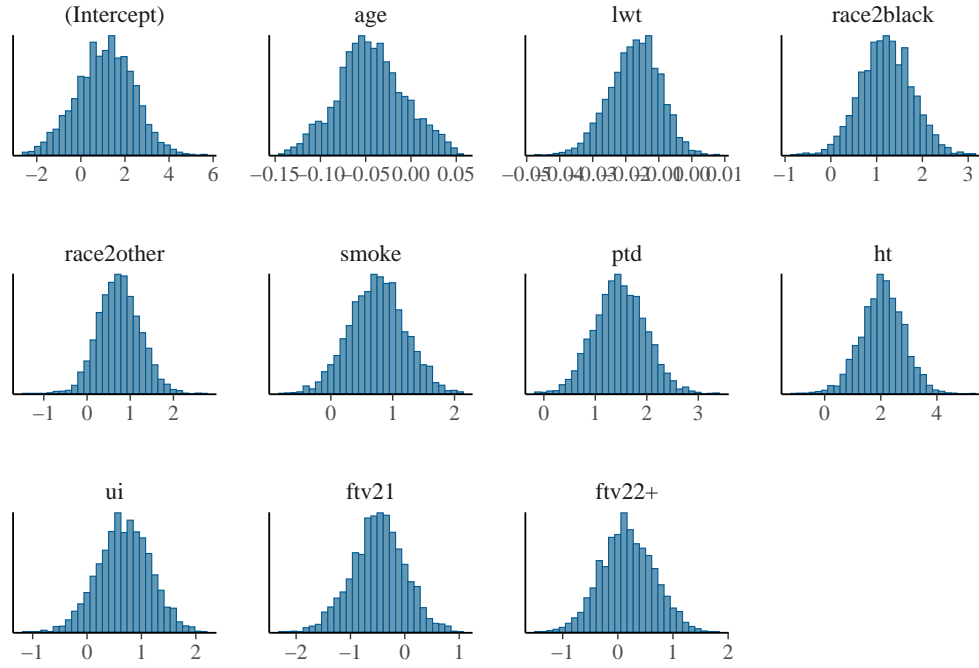 (Intercept) age lwt race2black
−2 0 2 4 6 −0.15 −0.10 −0.05 0.00 0.05 −0.05 −0.04 −0.03 −0.02 −0.01 0.00 0.01 −1 0 1 2 3
race2other smoke ptd ht
−1 0 1 2 0 1 2 0 1 2 3 0 2 4
ui ftv21 ftv22+
−1 0 1 2 −2 −1 0 1 −1 0 1 2